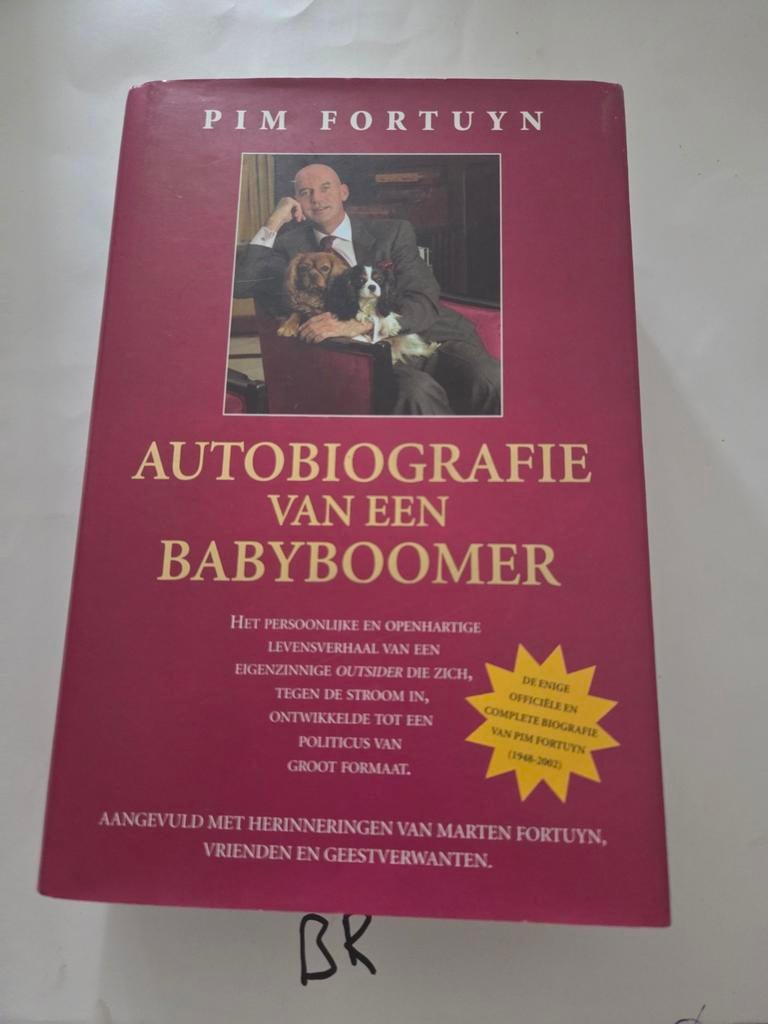 PIM FORTUYN
AUTOBIOGRAFIE
VAN EEN
BABYBOOMER
HET PERSOONLIJKE EN OPENHARTIGE
LEVENSVERHAAL VAN EEN
EIGENZINNIGE OUTSIDER DIE ZICH,
TEGEN DE STROOM IN,
ONTWIKKELDE TOT EEN
POLITICUS VAN
GROOT FORMAAT.
DE ENIGE
OFFICIËLE EN
COMPLETE BIOGRAFIE
VAN PIM FORTUYN
(1948-2002)
AANGEVULD MET HERINNERINGEN VAN MARTEN FORTUYN,
VRIENDEN EN GEESTVERWANTEN.
BR